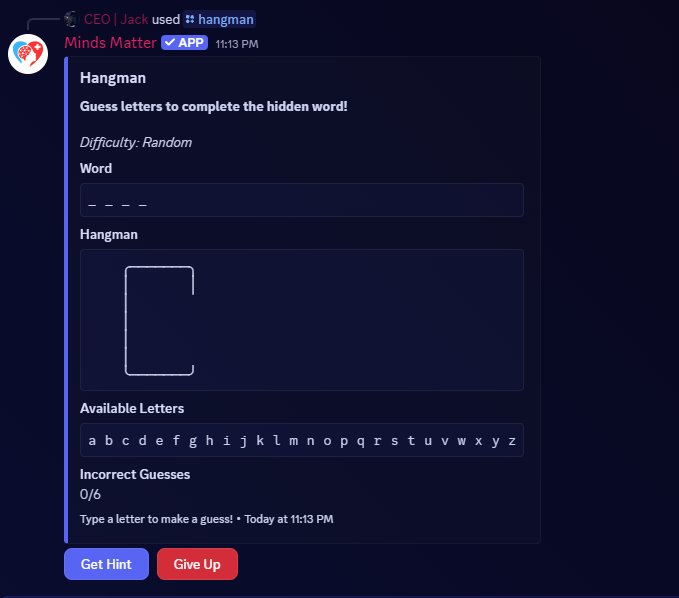 CEO | Jack used hangman
Minds Matter ✓ APP 11:13 PM
Hangman
Guess letters to complete the hidden word!
Difficulty: Random
Word
_ _ _ _
Hangman
Available Letters
a b c d e f g h i j k l m n o p q r s t u v w x y z
Incorrect Guesses
0/6
Type a letter to make a guess! • Today at 11:13 PM
Get Hint Give Up